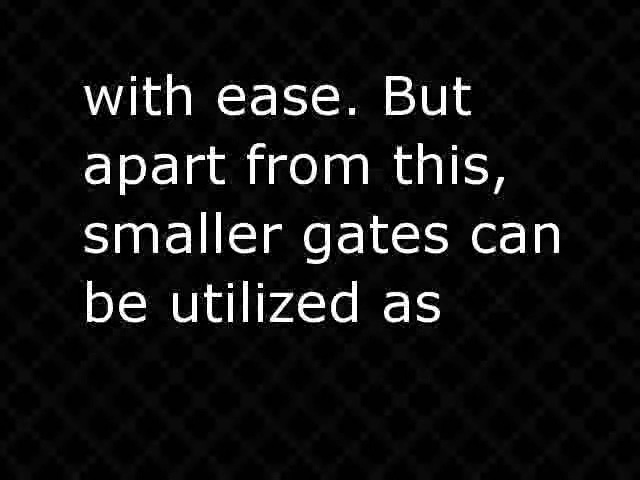 with ease. But
apart from this,
smaller gates can
be utilized as